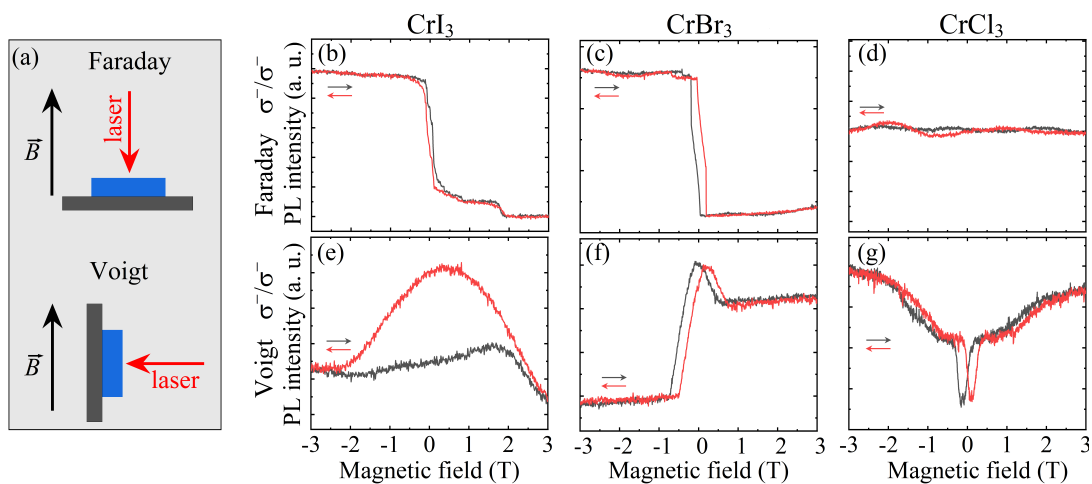 CrI₃ CrBr₃ CrCl₃
(a)
Faraday
laser
B⃗
Voigt
laser
B⃗
Faraday σ⁻/σ⁻
PL intensity (a. u.)
(b)
(c)
(d)
Voigt σ⁻/σ⁻
PL intensity (a. u.)
(e)
(f)
(g)
-3 -2 -1 0 1 2 3
-3 -2 -1 0 1 2 3
-3 -2 -1 0 1 2 3
Magnetic field (T)
Magnetic field (T)
Magnetic field (T)